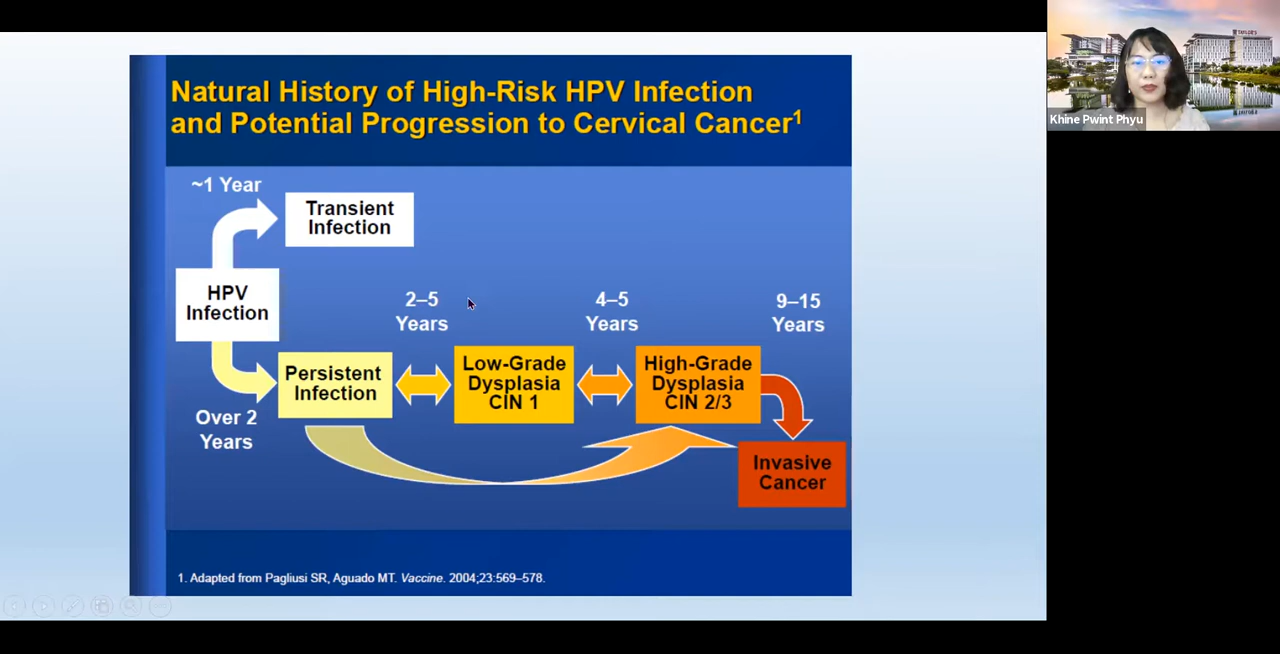 Natural History of High-Risk HPV Infection
and Potential Progression to Cervical Cancer1
~1 Year
Transient
Infection
HPV
Infection
2–5
Years
4–5
Years
9–15
Years
Persistent
Infection
Low-Grade
Dysplasia
CIN 1
High-Grade
Dysplasia
CIN 2/3
Over 2
Years
Invasive
Cancer
1. Adapted from Pagliusi SR, Aguado MT. Vaccine. 2004;23:569–578.
Khine Pwint Phyu